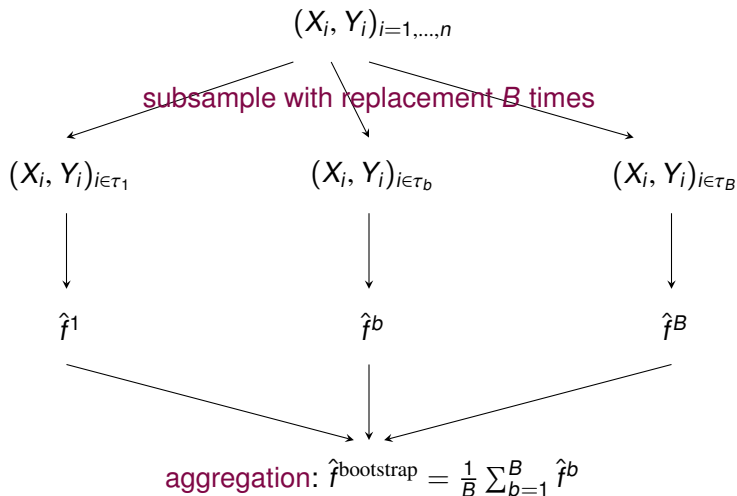 (X_i, Y_i)_{i=1,...,n}
subsample with replacement B times
(X_i, Y_i)_{i∈τ_1} (X_i, Y_i)_{i∈τ_b} (X_i, Y_i)_{i∈τ_B}
f̂^1 f̂^b f̂^B
aggregation: f̂^{bootstrap} = \frac{1}{B} ∑_{b=1}^{B} f̂^b